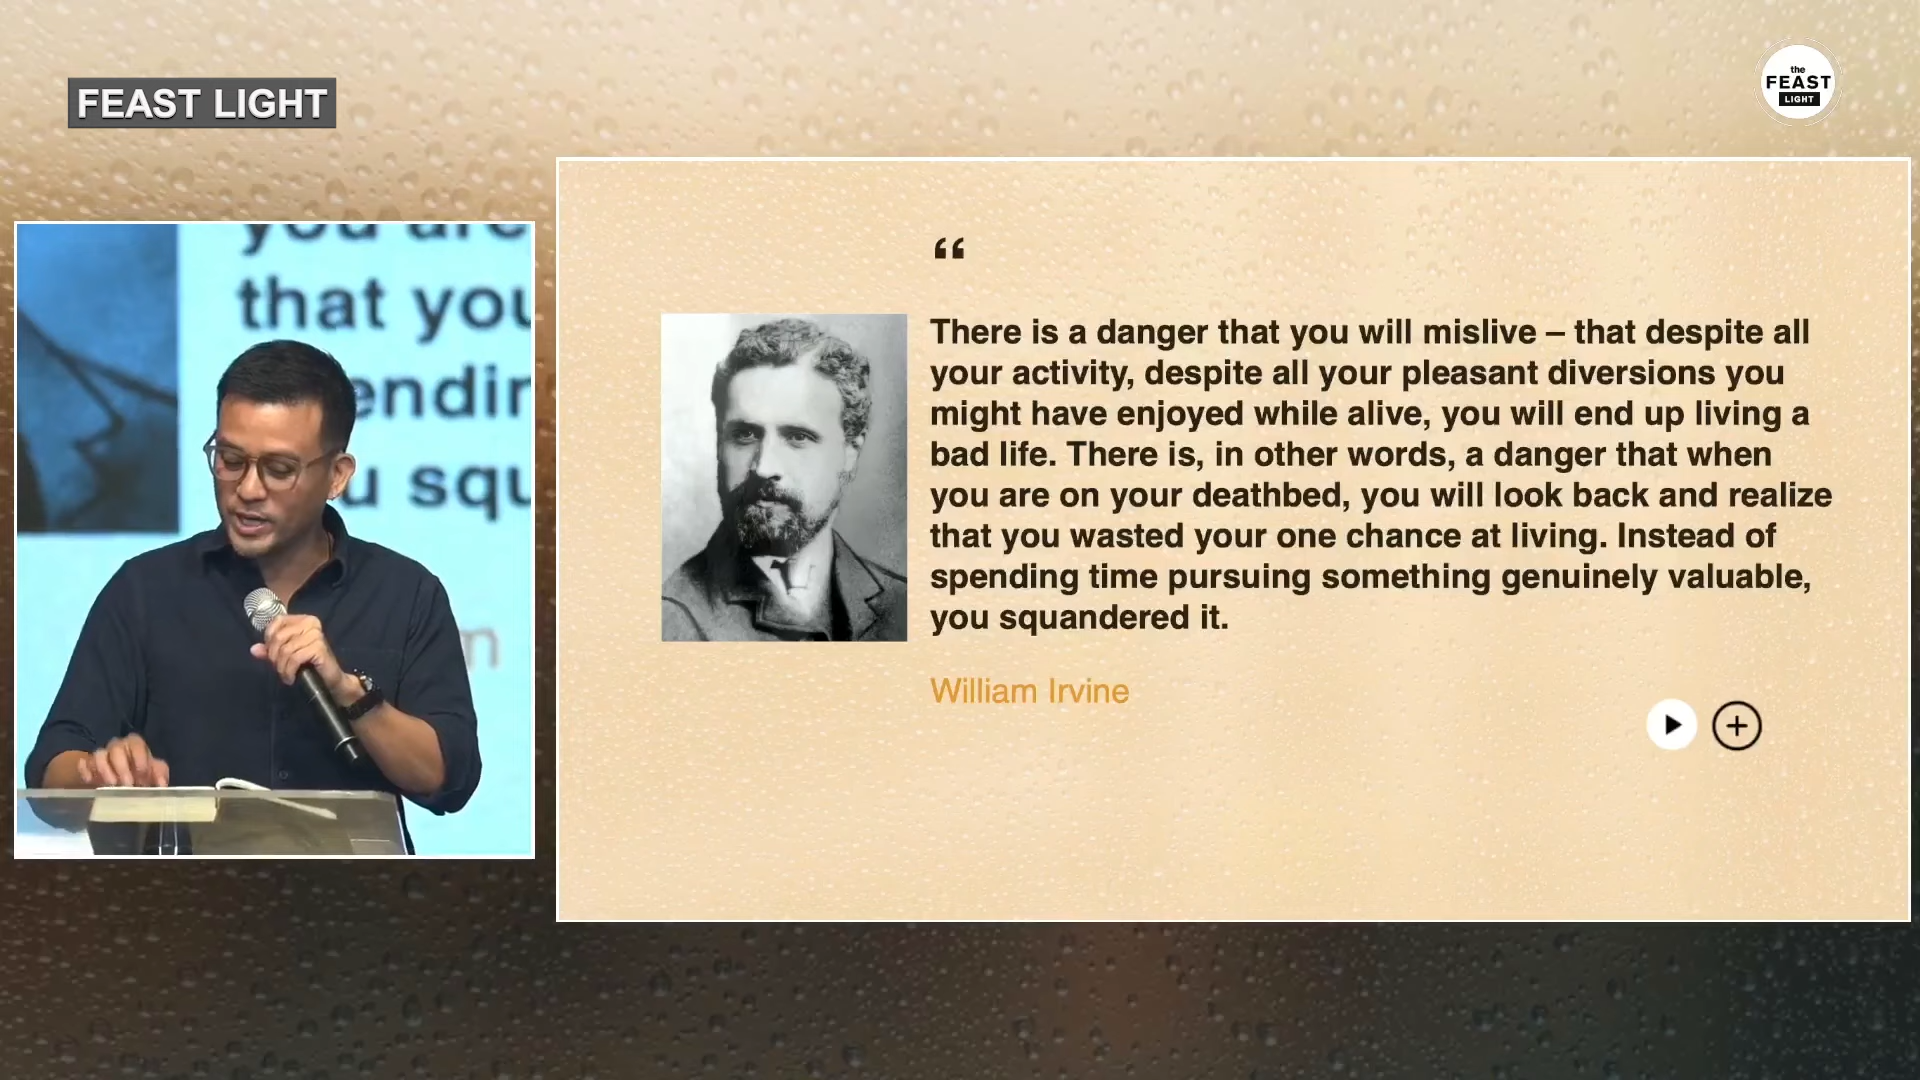 FEAST LIGHT
the
FEAST
LIGHT
you are
that you
endin
u squ
m
“
There is a danger that you will mislive – that despite all
your activity, despite all your pleasant diversions you
might have enjoyed while alive, you will end up living a
bad life. There is, in other words, a danger that when
you are on your deathbed, you will look back and realize
that you wasted your one chance at living. Instead of
spending time pursuing something genuinely valuable,
you squandered it.
William Irvine